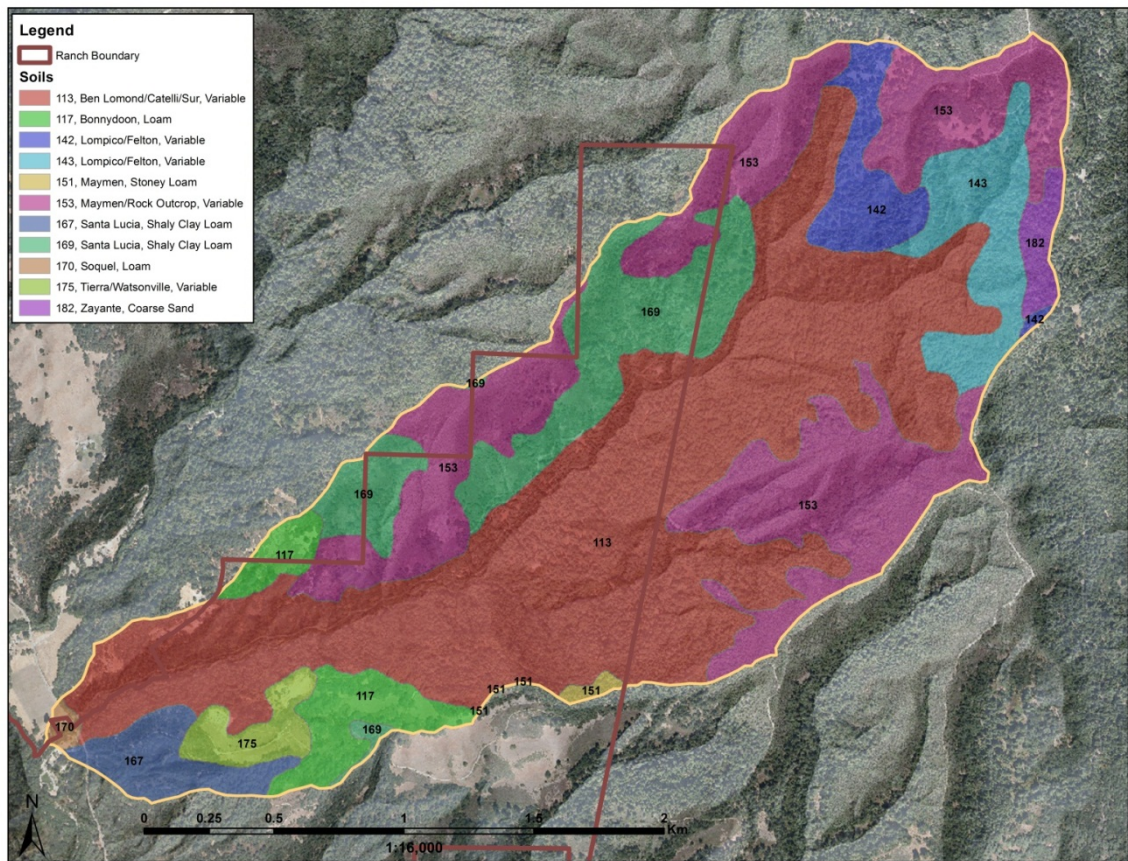 Legend
Ranch Boundary
Soils
113, Ben Lomond/Catelli/Sur, Variable
117, Bonnydoon, Loam
142, Lompico/Felton, Variable
143, Lompico/Felton, Variable
151, Maymen, Stoney Loam
153, Maymen/Rock Outcrop, Variable
167, Santa Lucia, Shaly Clay Loam
169, Santa Lucia, Shaly Clay Loam
170, Soquel, Loam
175, Tierra/Watsonville, Variable
182, Zayante, Coarse Sand
153
153
143
142
182
169
142
169
153
169
153
113
117
117
151
151
151
151
169
170
175
167
N
0 0.5 1 1.5 2
Km
1:16,000